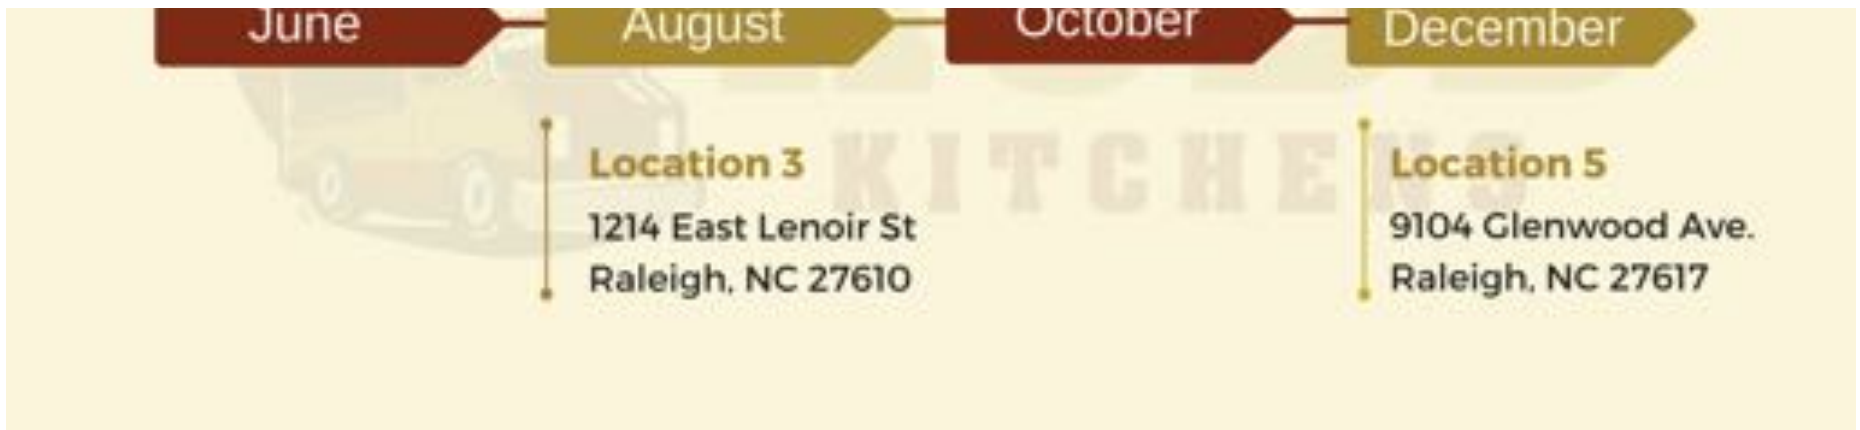 June
August
October
December
KITCHENS
Location 3
1214 East Lenoir St
Raleigh, NC 27610
Location 5
9104 Glenwood Ave.
Raleigh, NC 27617